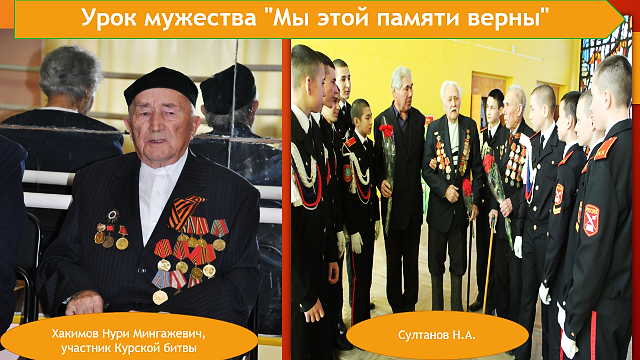 Урок мужества "Мы этой памяти верны"
Хакимов Нури Мингажевич,
участник Курской битвы
Султанов Н.А.